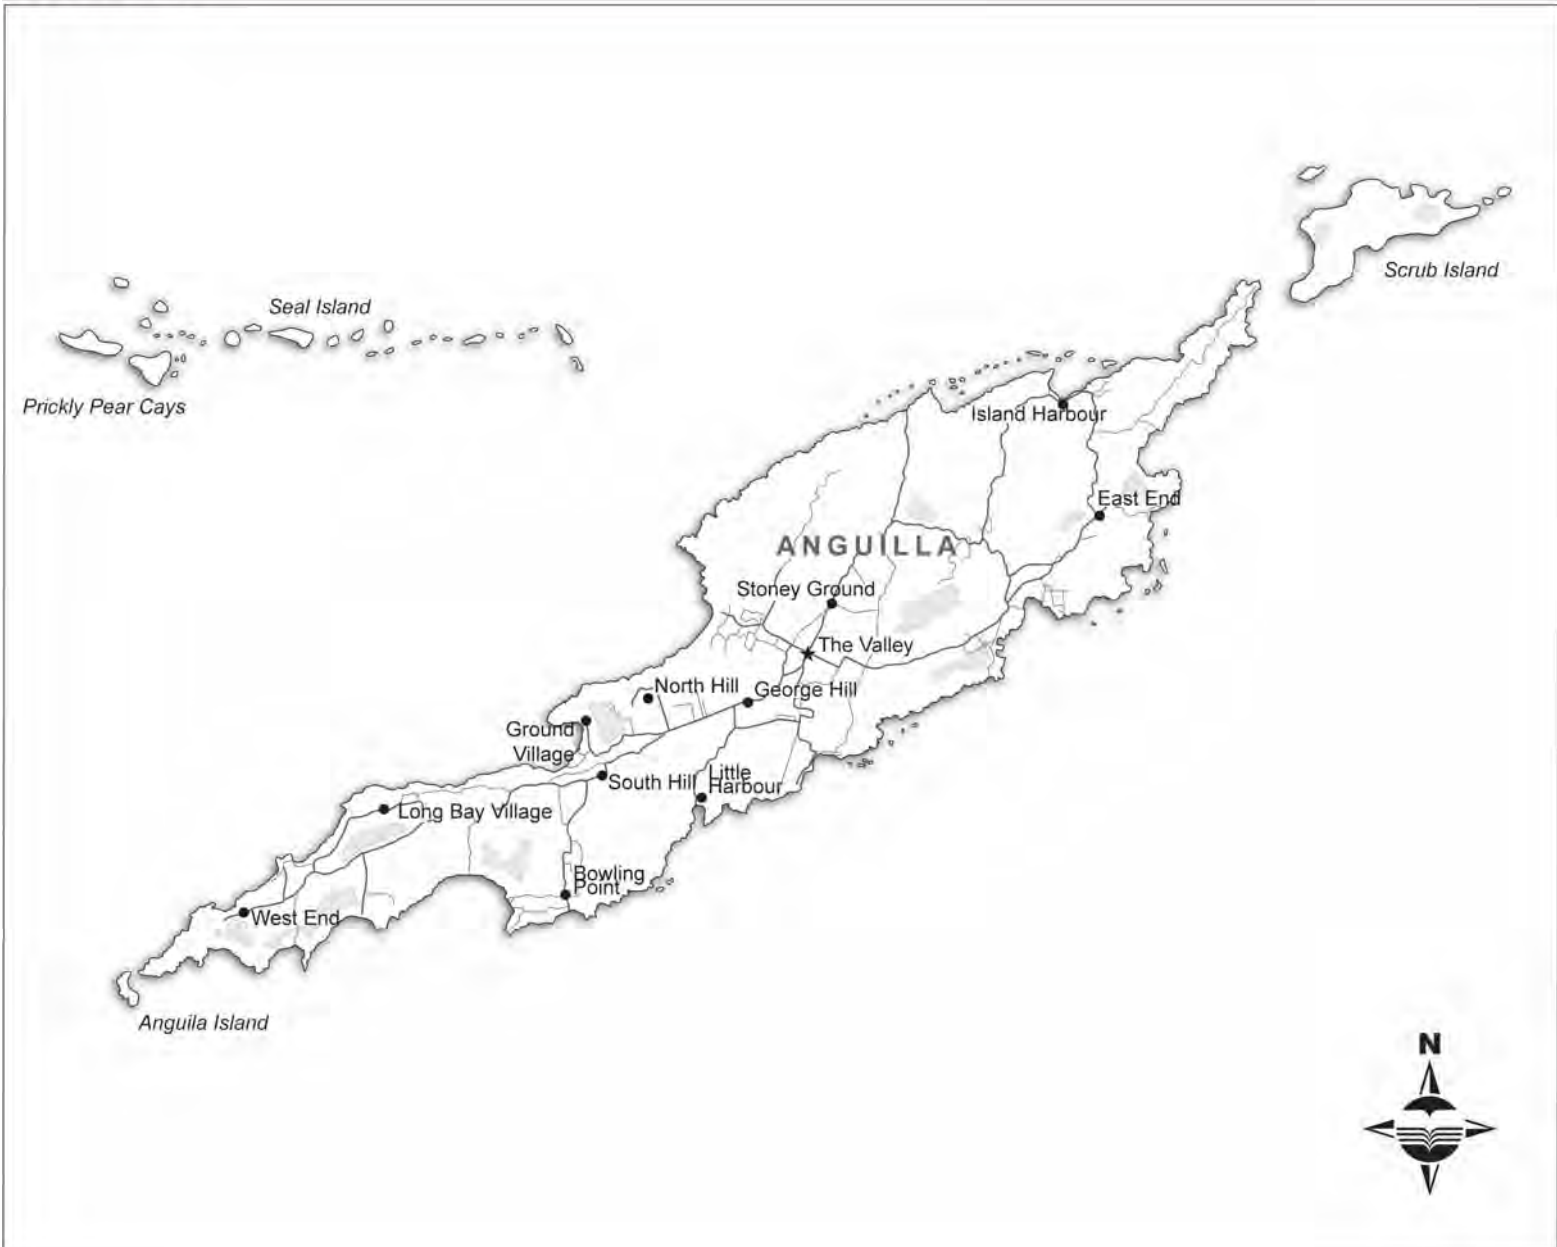 Scrub Island
Seal Island
Prickly Pear Cays
Island Harbour
East End
ANGUILLA
Stoney Ground
The Valley
North Hill
George Hill
Ground
Village
South Hill
Little
Harbour
Long Bay Village
Bowling
Point
West End
Anguila Island
N